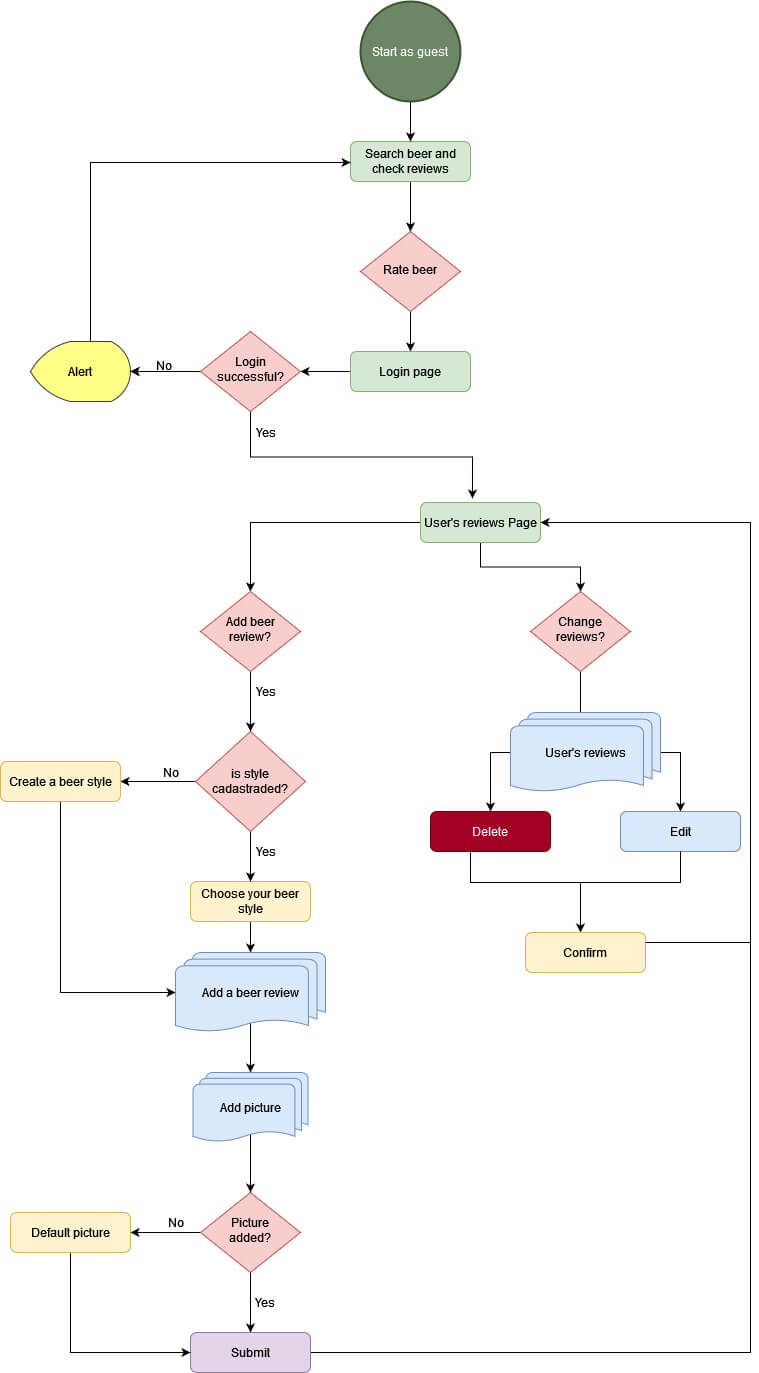 Start as guest
Search beer and
check reviews
Rate beer
Login
successful?
Login page
No
Alert
Yes
User's reviews Page
Add beer
review?
Change
reviews?
Yes
User's reviews
is style
cadastraded?
No
Create a beer style
Delete
Edit
Yes
Choose your beer
style
Confirm
Add a beer review
Add picture
Picture
added?
No
Default picture
Yes
Submit